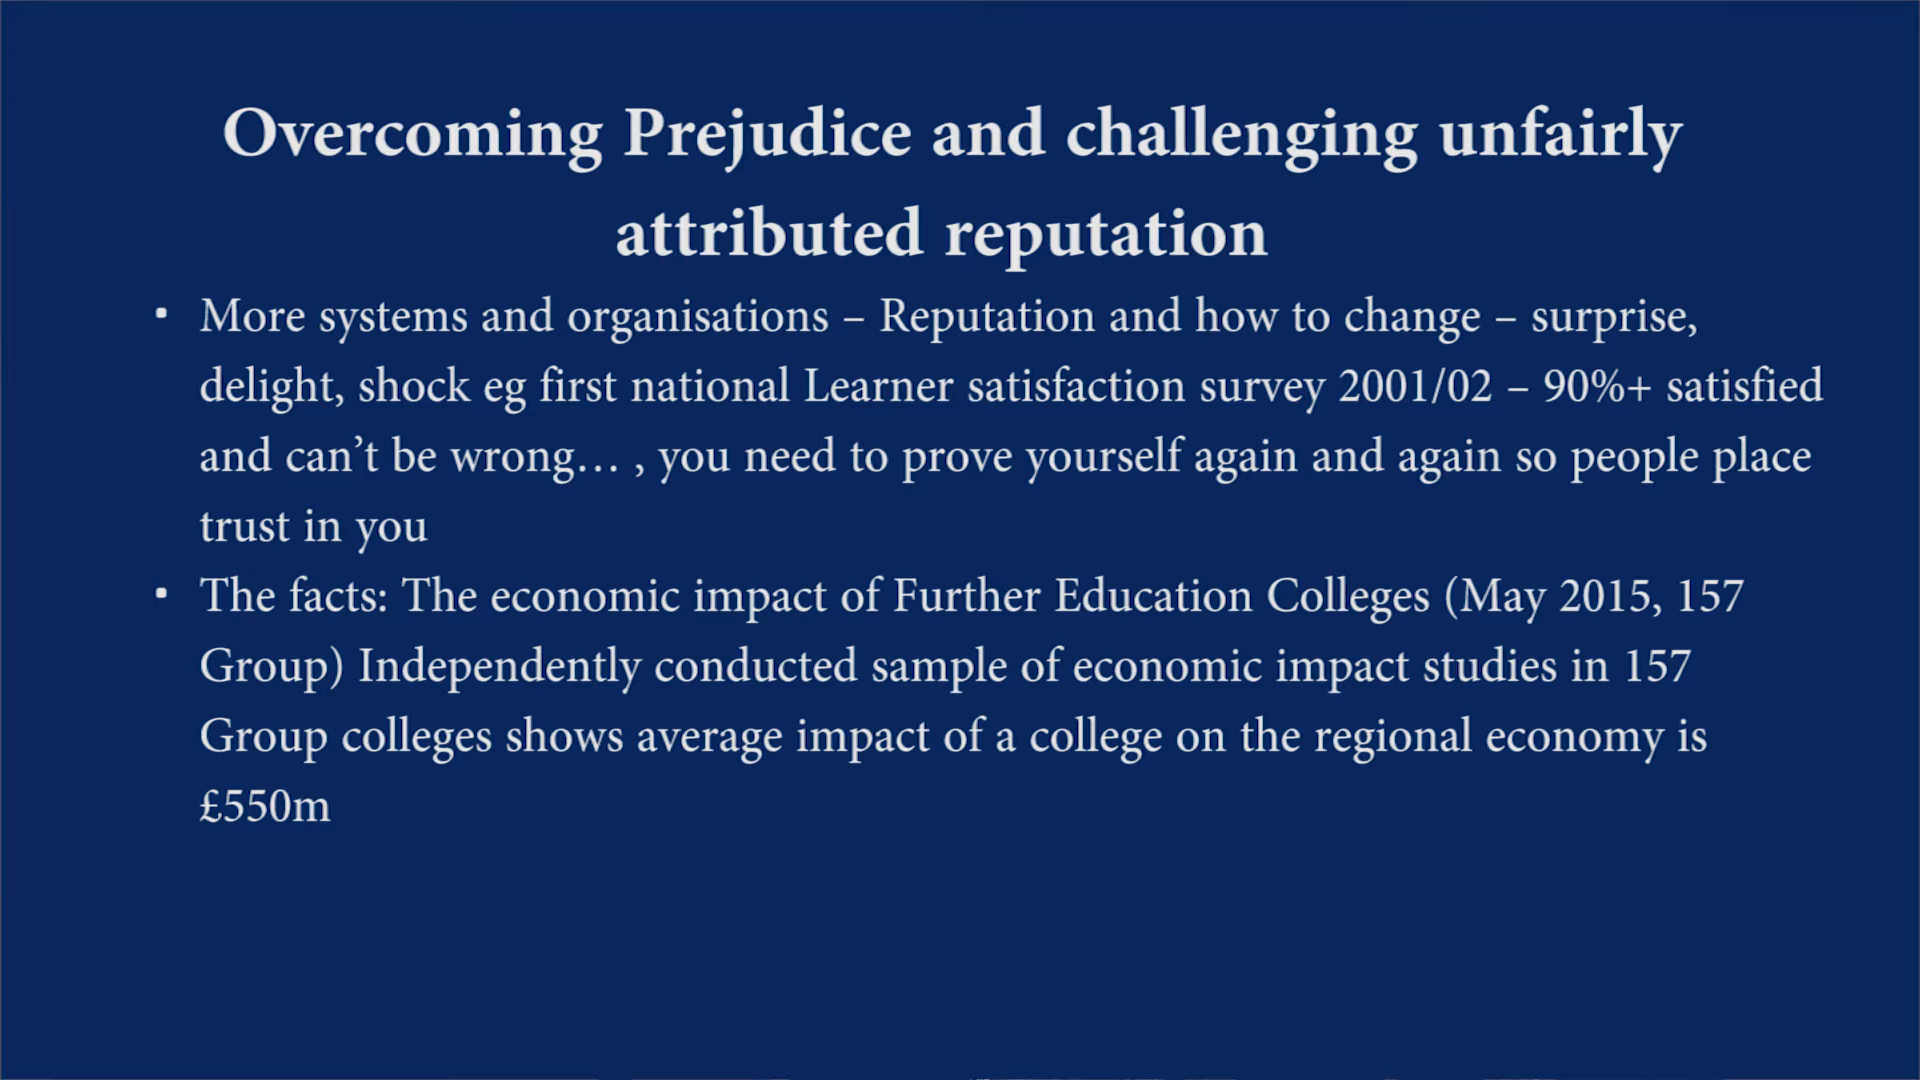 Overcoming Prejudice and challenging unfairly
attributed reputation
▪ More systems and organisations – Reputation and how to change – surprise,
delight, shock eg first national Learner satisfaction survey 2001/02 – 90%+ satisfied
and can’t be wrong… , you need to prove yourself again and again so people place
trust in you
▪ The facts: The economic impact of Further Education Colleges (May 2015, 157
Group) Independently conducted sample of economic impact studies in 157
Group colleges shows average impact of a college on the regional economy is
£550m